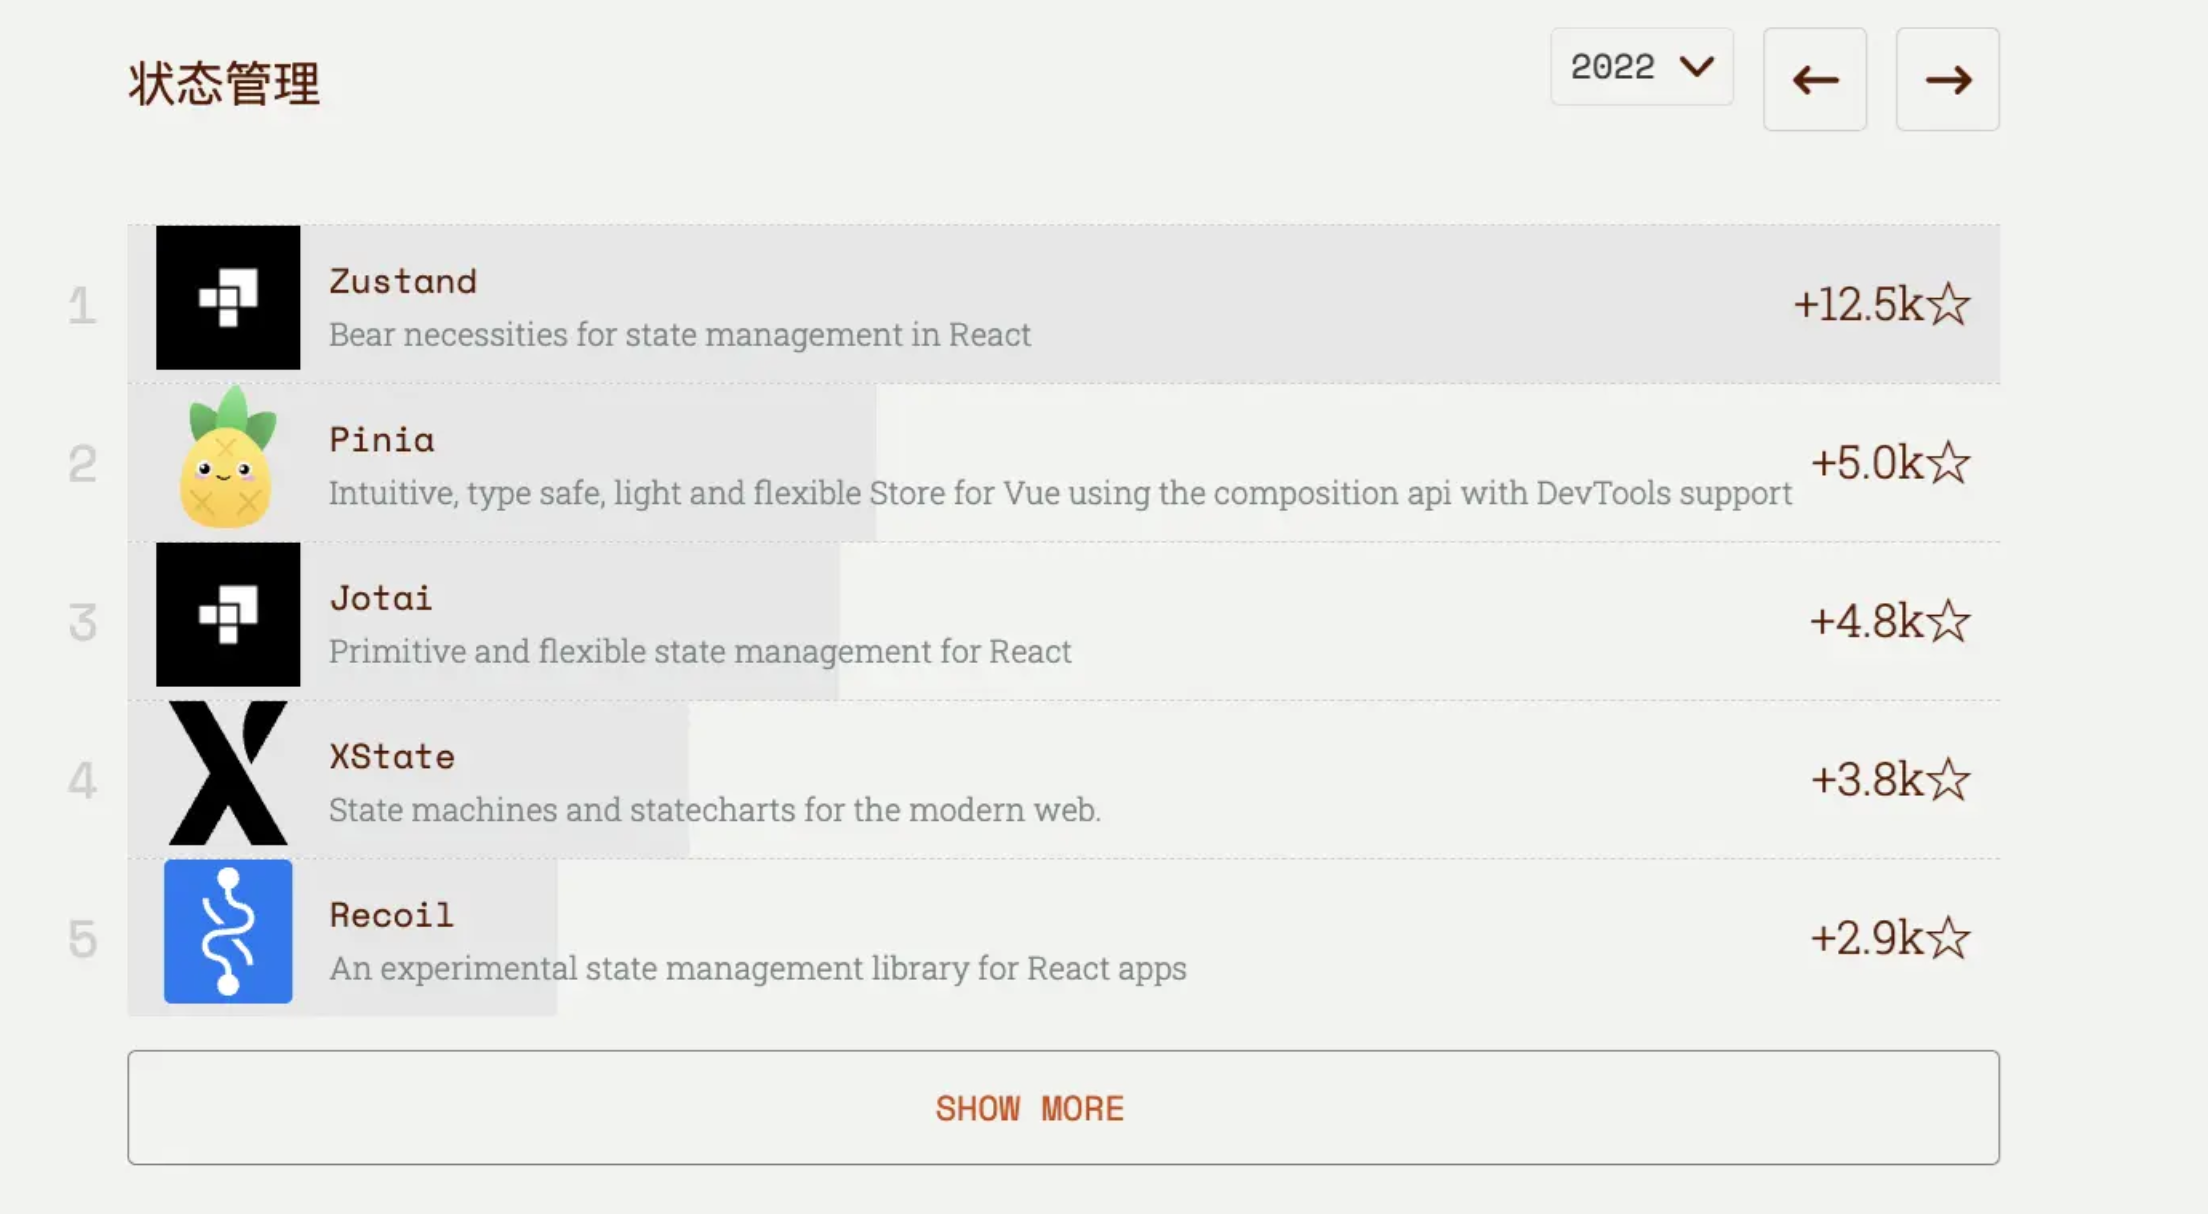 状态管理
2022
1
Zustand
Bear necessities for state management in React
+12.5k☆
2
Pinia
Intuitive, type safe, light and flexible Store for Vue using the composition api with DevTools support
+5.0k☆
3
Jotai
Primitive and flexible state management for React
+4.8k☆
4
XState
State machines and statecharts for the modern web.
+3.8k☆
5
Recoil
An experimental state management library for React apps
+2.9k☆
SHOW MORE